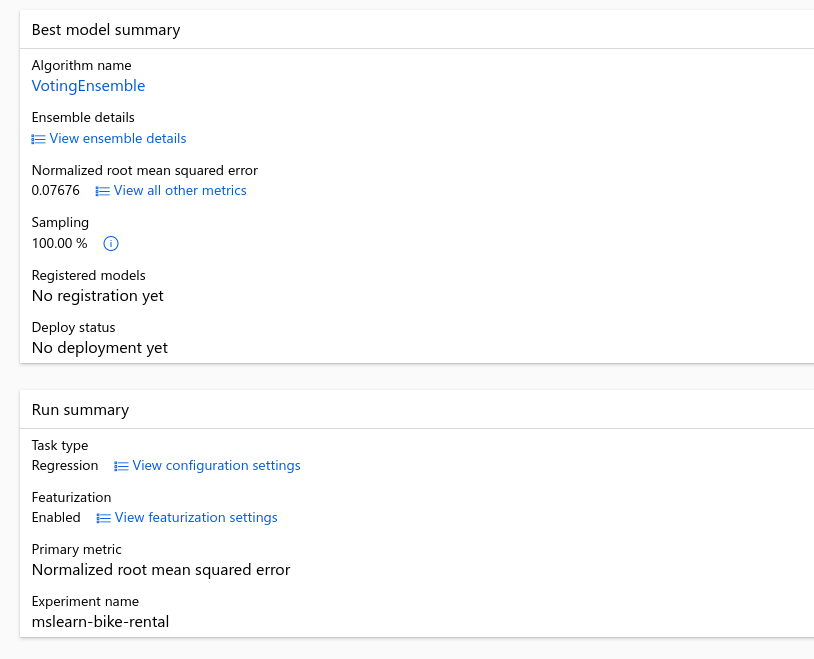 Best model summary
Algorithm name
VotingEnsemble
Ensemble details
View ensemble details
Normalized root mean squared error
0.07676 View all other metrics
Sampling
100.00 %
Registered models
No registration yet
Deploy status
No deployment yet
Run summary
Task type
Regression View configuration settings
Featurization
Enabled View featurization settings
Primary metric
Normalized root mean squared error
Experiment name
mslearn-bike-rental